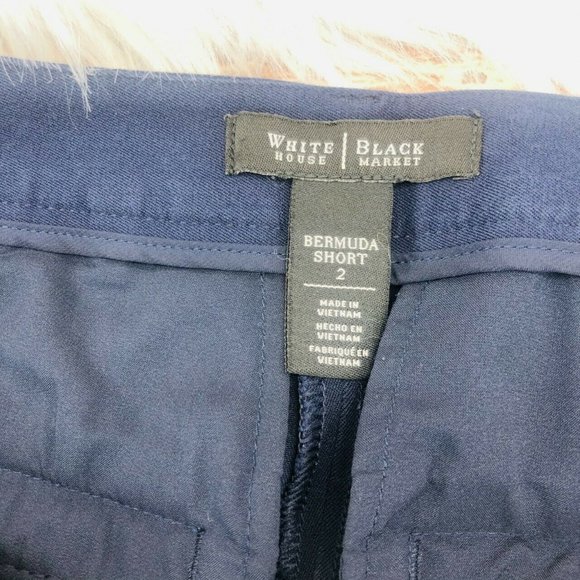 WHITE | BLACK
HOUSE | MARKET
BERMUDA
SHORT
2
MADE IN
VIETNAM
HECHO EN
VIETNAM
FABRIQUÉ EN
VIETNAM